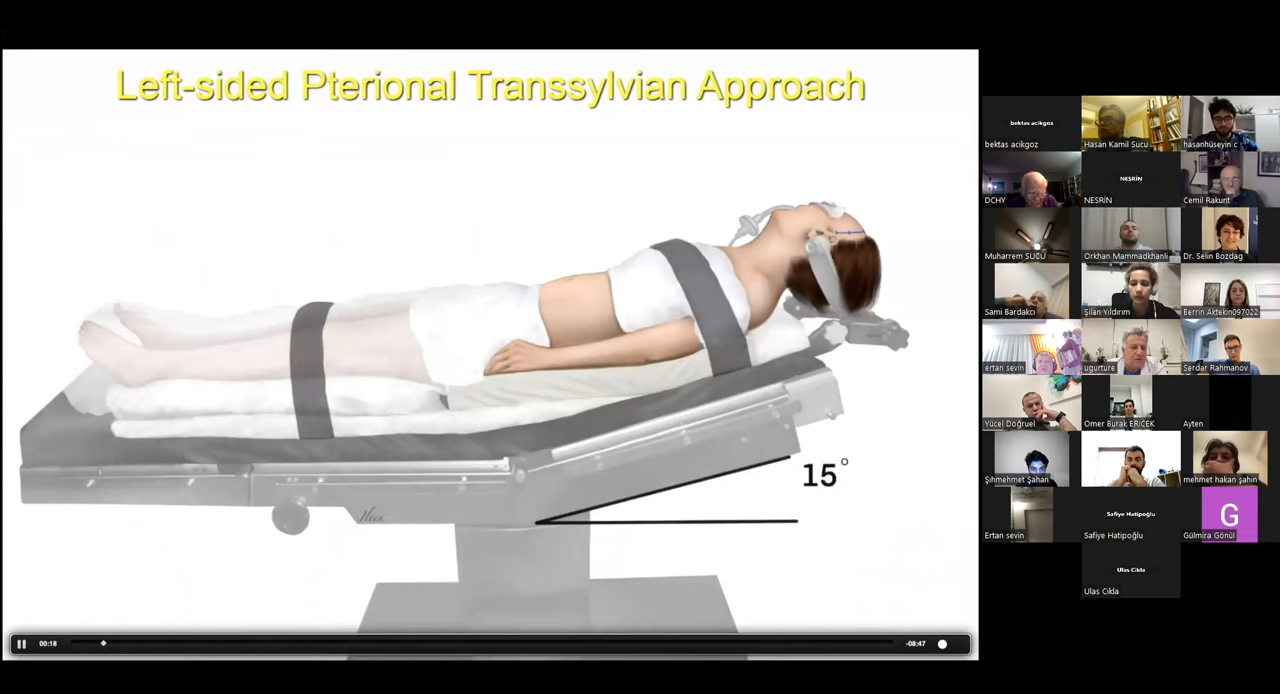 Left-sided Pterional Transsylvian Approach
15°
00:18
-08:47
bektas acikgoz
bektas acikgoz
Hasan Kamil Sucu
hasanhüseyin c
DCHY
NESRİN
NESRİN
Cemil Rakunt
Muharrem SUCU
Orkhan Mammadkhanli
Dr. Selin Bozdag
Sami Bardakcı
Şilan Yıldırım
Berrin Aktekin097022
ertan sevin
ugurture
Serdar Rahmanov
Yücel Doğruel
Omer Burak ERICEK
Ayten
Şıhmehmet Şahan
mehmet hakan şahin
Ertan sevin
Safiye Hatipoğlu
Safiye Hatipoğlu
G
Gülmira Gönül
Ulas Cikla
Ulas Cikla